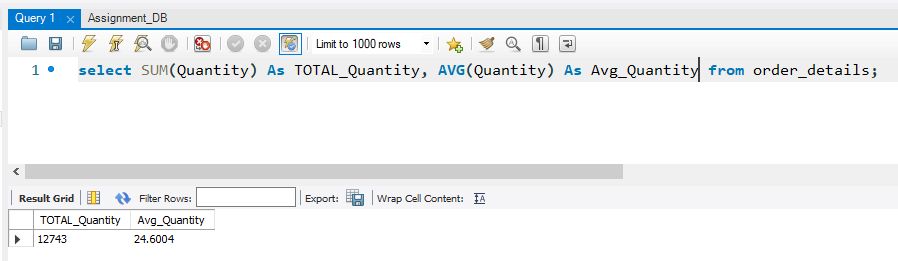 Query 1 Assignment_DB
Limit to 1000 rows
1 select SUM(Quantity) As TOTAL_Quantity, AVG(Quantity) As Avg_Quantity from order_details;
Result Grid Filter Rows: Export: Wrap Cell Content:
TOTAL_Quantity Avg_Quantity
12743 24.6004